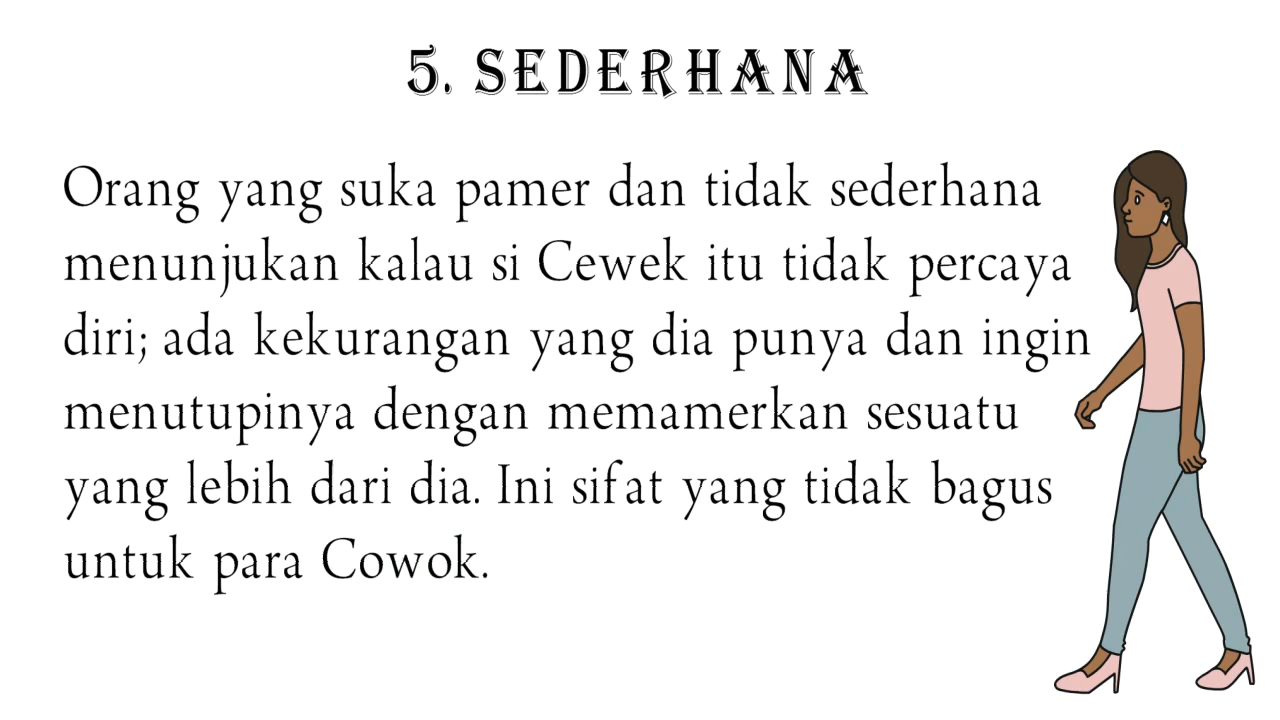 5. SEDERHANA
Orang yang suka pamer dan tidak sederhana
menunjukan kalau si Cewek itu tidak percaya
diri; ada kekurangan yang dia punya dan ingin
menutupinya dengan memamerkan sesuatu
yang lebih dari dia. Ini sifat yang tidak bagus
untuk para Cowok.